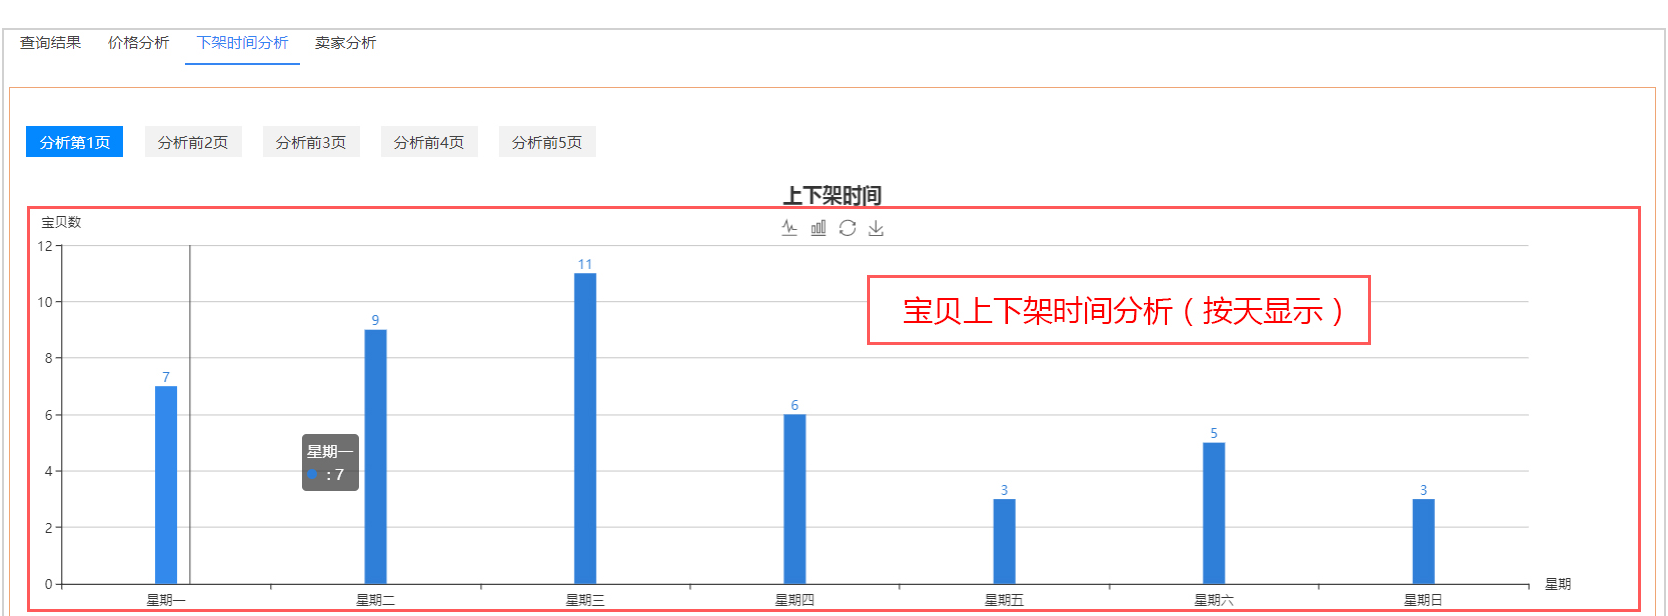 查询结果 价格分析 下架时间分析 卖家分析
分析第1页 分析前2页 分析前3页 分析前4页 分析前5页
上下架时间
宝贝数
12
10
8
6
4
2
0
7
9
11
6
3
5
3
宝贝上下架时间分析（按天显示）
星期一
: 7
星期一 星期二 星期三 星期四 星期五 星期六 星期日
星期